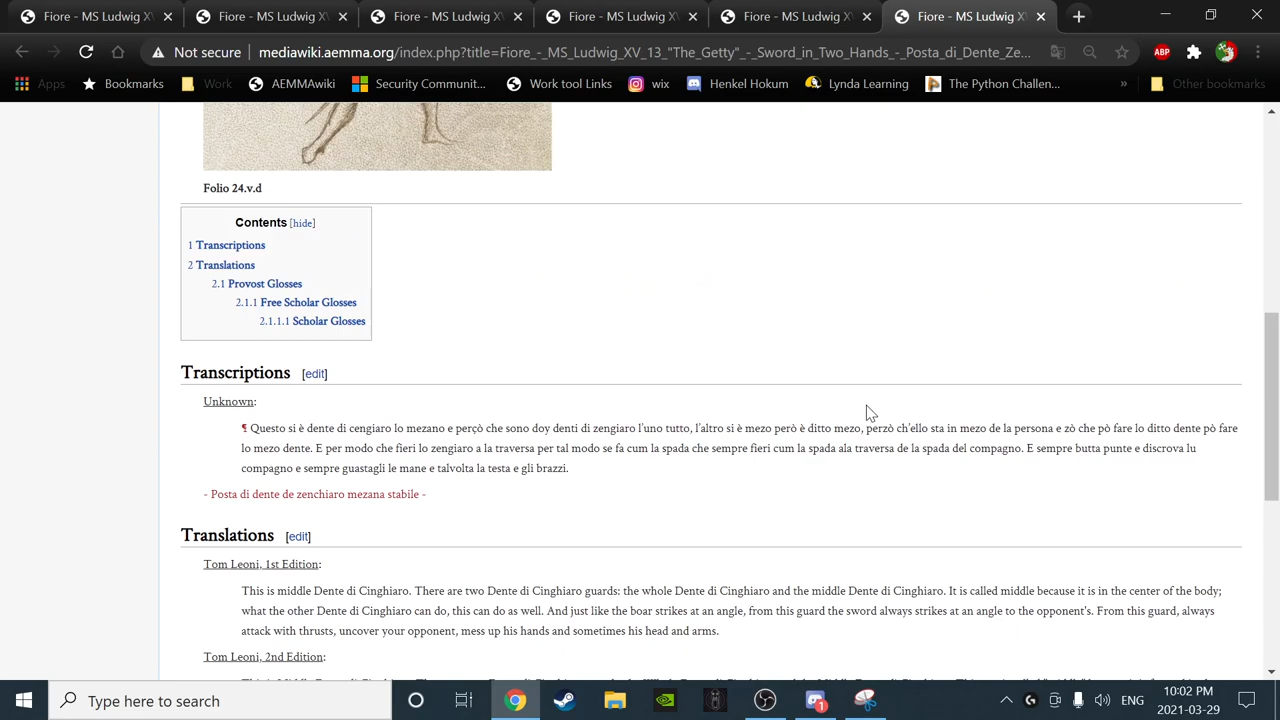 Fiore - MS Ludwig XV Fiore - MS Ludwig XV Fiore - MS Ludwig XV Fiore - MS Ludwig XV Fiore - MS Ludwig XV Fiore - MS Ludwig XV
Not secure mediawiki.aemma.org/index.php?title=Fiore_-_MS_Ludwig_XV_13_"The_Getty"_-_Sword_in_Two_Hands_-_Posta_di_Dente_Ze... ABP
Apps Bookmarks Work AEMMAwiki Security Communit... Work tool Links wix Henkel Hokum Lynda Learning The Python Challen... » Other bookmarks
Folio 24.v.d
Contents [hide]
1 Transcriptions
2 Translations
2.1 Provost Glosses
2.1.1 Free Scholar Glosses
2.1.1.1 Scholar Glosses
Transcriptions [edit]
Unknown:
¶ Questo si è dente di cengiaro lo mezano e perçò che sono doy denti di zengiaro l'uno tutto, l'altro si è mezo però è ditto mezo, perzò ch'ello sta in mezo de la persona e zò che pò fare lo ditto dente pò fare
lo mezo dente. E per modo che fieri lo zengiaro a la traversa per tal modo se fa cum la spada che sempre fieri cum la spada ala traversa de la spada del compagno. E sempre butta punte e discrova lu
compagno e sempre guastagli le mane e talvolta la testa e gli brazzi.
- Posta di dente de zenchiaro mezana stabile -
Translations [edit]
Tom Leoni, 1st Edition:
This is middle Dente di Cinghiaro. There are two Dente di Cinghiaro guards: the whole Dente di Cinghiaro and the middle Dente di Cinghiaro. It is called middle because it is in the center of the body;
what the other Dente di Cinghiaro can do, this can do as well. And just like the boar strikes at an angle, from this guard the sword always strikes at an angle to the opponent's. From this guard, always
attack with thrusts, uncover your opponent, mess up his hands and sometimes his head and arms.
Tom Leoni, 2nd Edition:
Type here to search
1
ENG
10:02 PM
2021-03-29